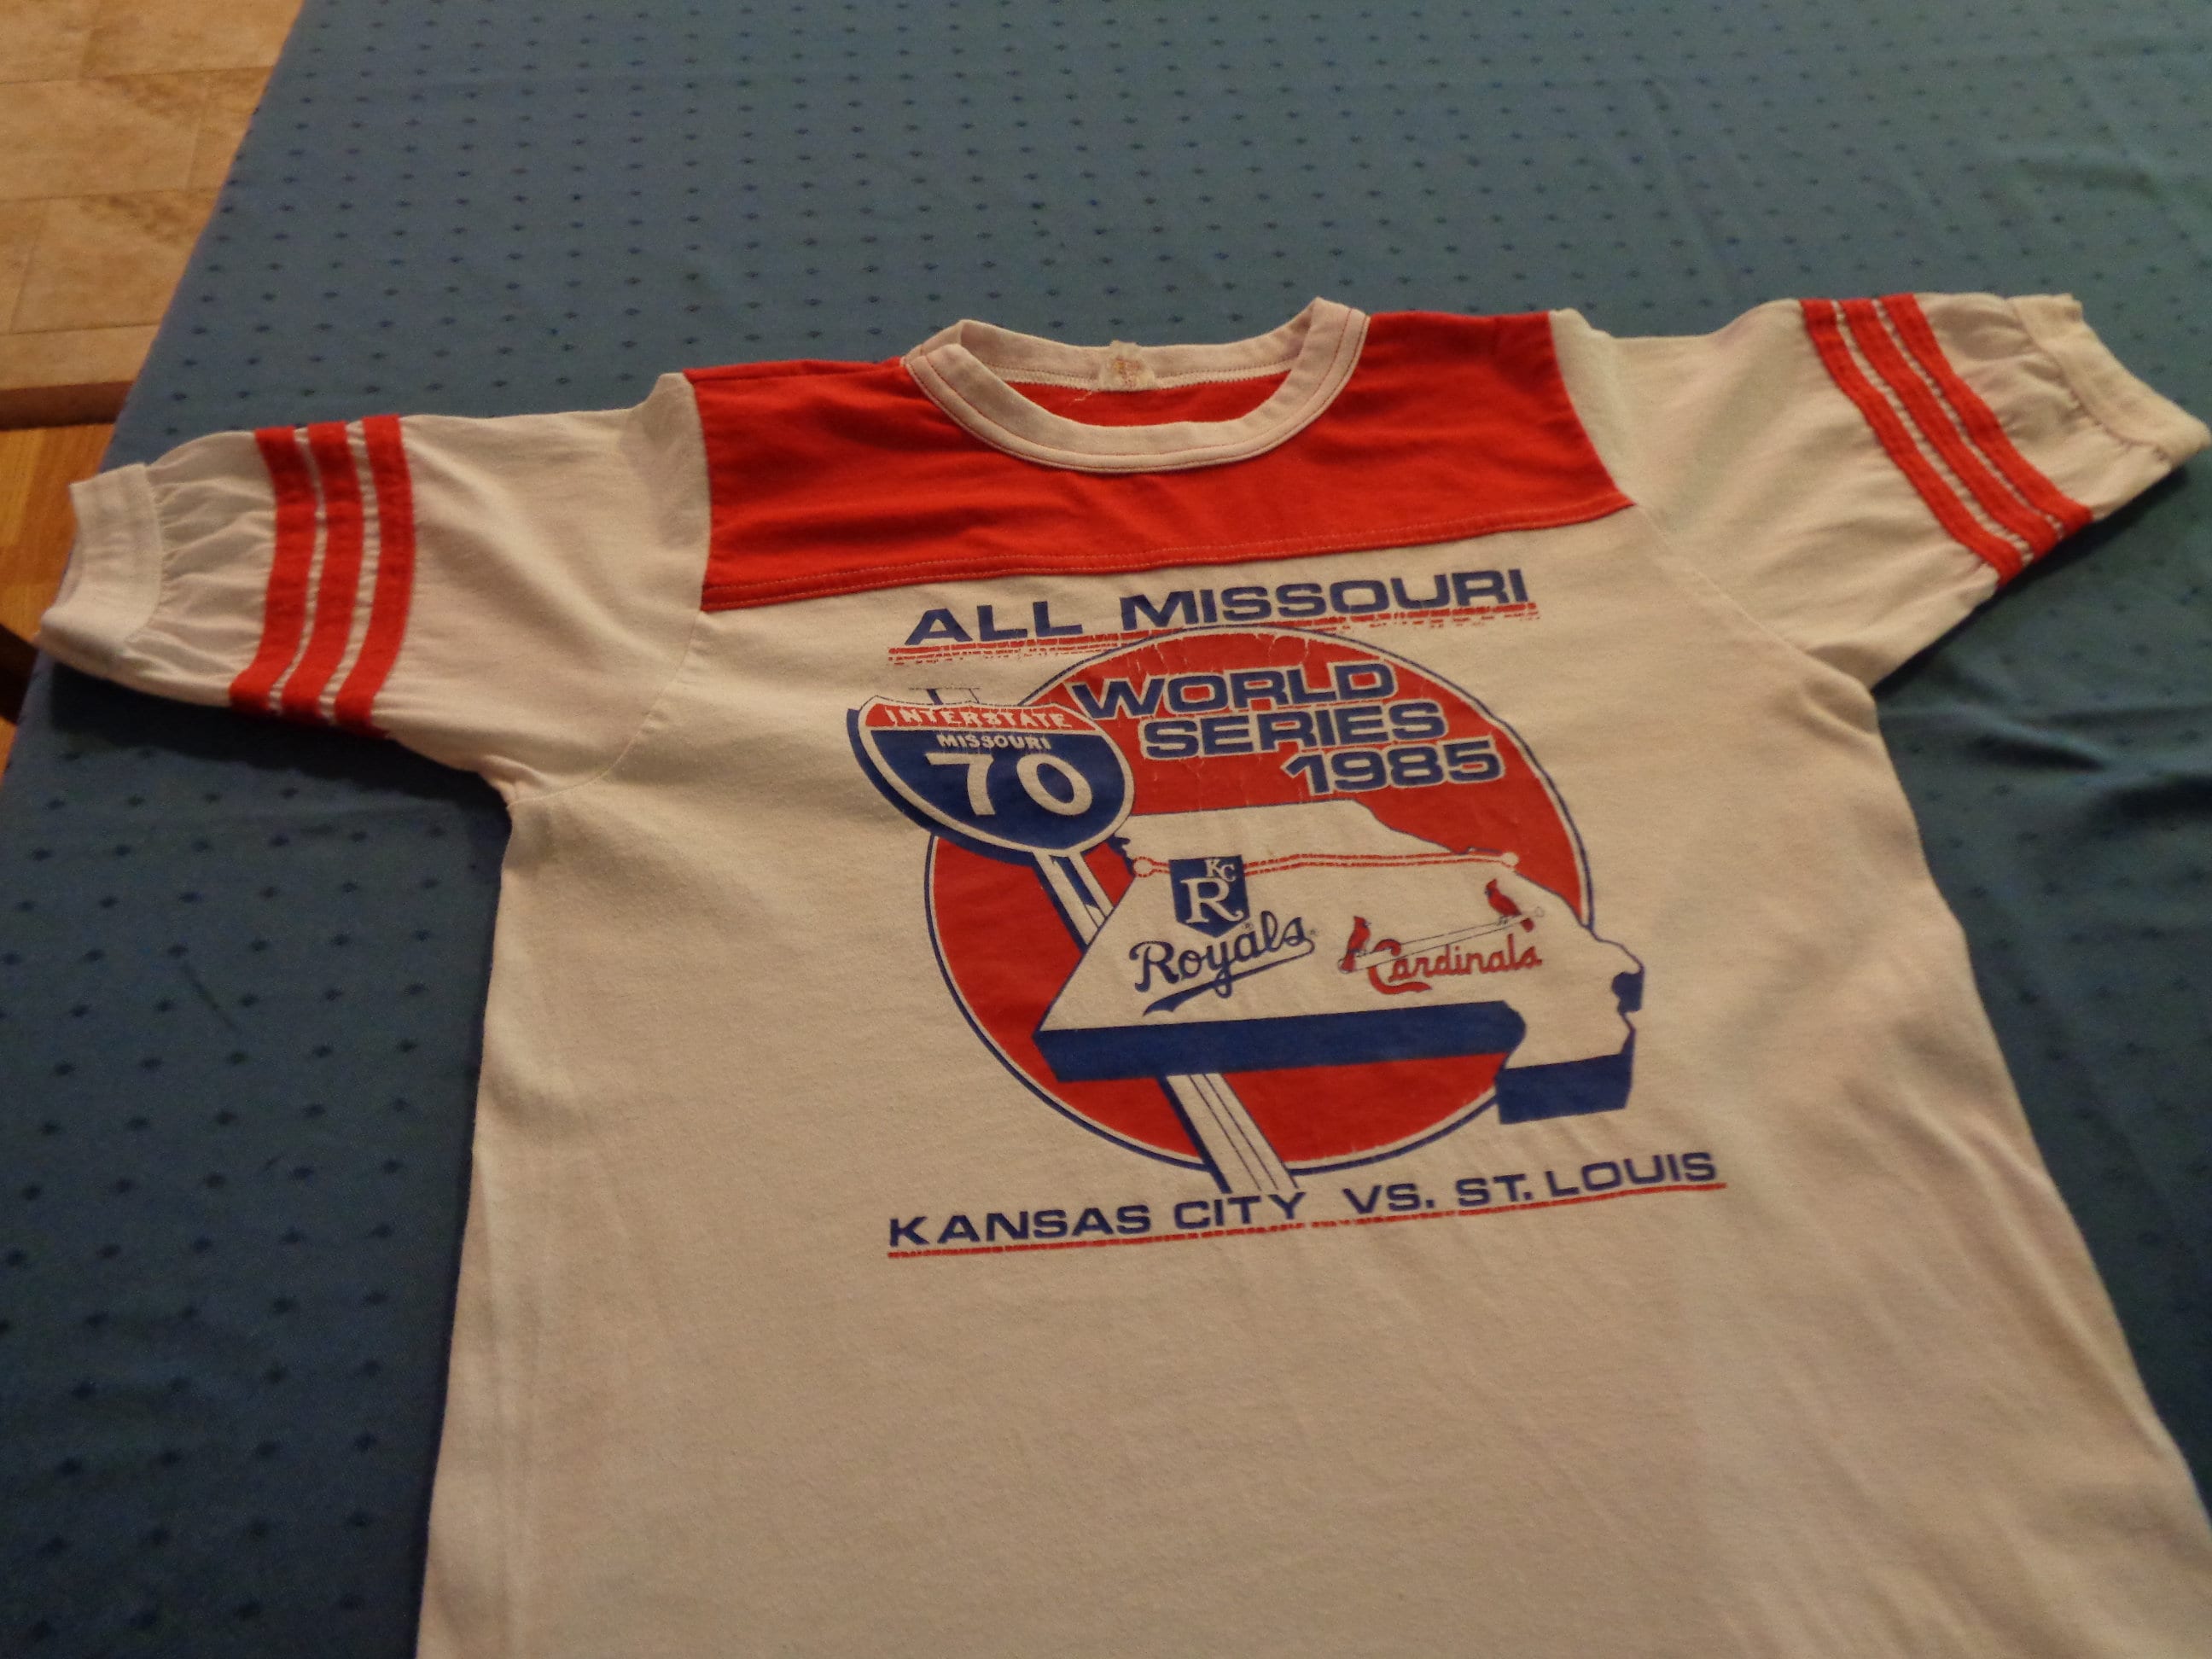 ALL MISSOURI
WORLD
SERIES
1985
INTERSTATE
MISSOURI
70
KC
R
Royals
Cardinals
KANSAS CITY VS. ST. LOUIS